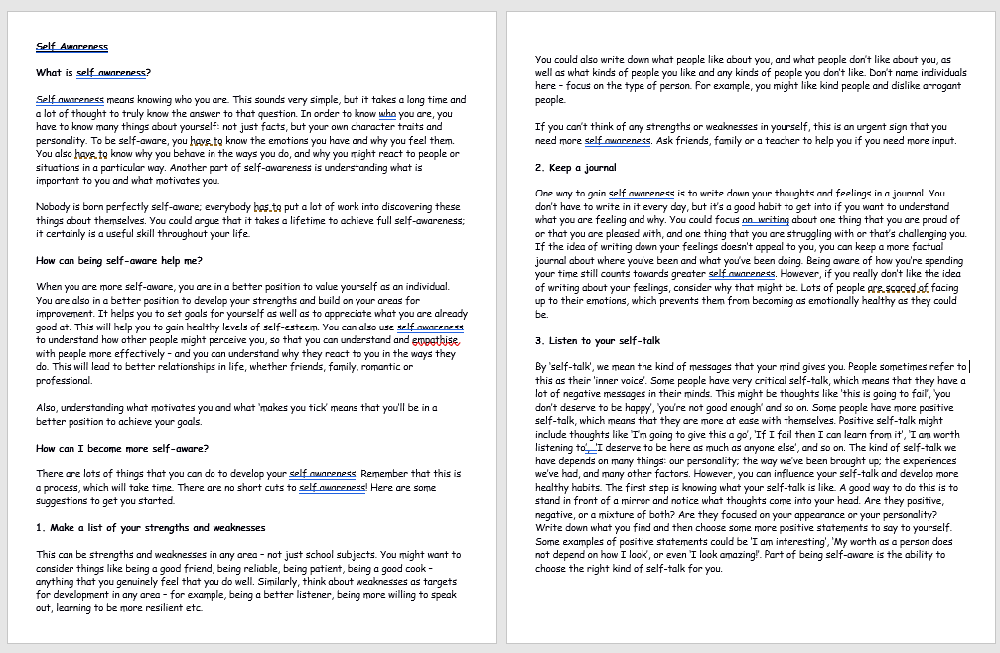 Self Awareness
What is self awareness?
Self awareness means knowing who you are. This sounds very simple, but it takes a long time and
a lot of thought to truly know the answer to that question. In order to know who you are, you
have to know many things about yourself: not just facts, but your own character traits and
personality. To be self-aware, you have to know the emotions you have and why you feel them.
You also have to know why you behave in the ways you do, and why you might react to people or
situations in a particular way. Another part of self-awareness is understanding what is
important to you and what motivates you.
Nobody is born perfectly self-aware; everybody has to put a lot of work into discovering these
things about themselves. You could argue that it takes a lifetime to achieve full self-awareness;
it certainly is a useful skill throughout your life.
How can being self-aware help me?
When you are more self-aware, you are in a better position to value yourself as an individual.
You are also in a better position to develop your strengths and build on your areas for
improvement. It helps you to set goals for yourself as well as to appreciate what you are already
good at. This will help you to gain healthy levels of self-esteem. You can also use self awareness
to understand how other people might perceive you, so that you can understand and empathise
with people more effectively – and you can understand why they react to you in the ways they
do. This will lead to better relationships in life, whether friends, family, romantic or
professional.
Also, understanding what motivates you and what 'makes you tick' means that you'll be in a
better position to achieve your goals.
How can I become more self-aware?
There are lots of things that you can do to develop your self awareness. Remember that this is
a process, which will take time. There are no short cuts to self awareness! Here are some
suggestions to get you started.
1. Make a list of your strengths and weaknesses
This can be strengths and weaknesses in any area – not just school subjects. You might want to
consider things like being a good friend, being reliable, being patient, being a good cook –
anything that you genuinely feel that you do well. Similarly, think about weaknesses as targets
for development in any area – for example, being a better listener, being more willing to speak
out, learning to be more resilient etc.
You could also write down what people like about you, and what people don't like about you, as
well as what kinds of people you like and any kinds of people you don't like. Don't name individuals
here – focus on the type of person. For example, you might like kind people and dislike arrogant
people.
If you can't think of any strengths or weaknesses in yourself, this is an urgent sign that you
need more self awareness. Ask friends, family or a teacher to help you if you need more input.
2. Keep a journal
One way to gain self awareness is to write down your thoughts and feelings in a journal. You
don't have to write in it every day, but it's a good habit to get into if you want to understand
what you are feeling and why. You could focus on writing about one thing that you are proud of
or that you are pleased with, and one thing that you are struggling with or that's challenging you.
If the idea of writing down your feelings doesn't appeal to you, you can keep a more factual
journal about where you've been and what you've been doing. Being aware of how you're spending
your time still counts towards greater self awareness. However, if you really don't like the idea
of writing about your feelings, consider why that might be. Lots of people are scared of facing
up to their emotions, which prevents them from becoming as emotionally healthy as they could
be.
3. Listen to your self-talk
By 'self-talk', we mean the kind of messages that your mind gives you. People sometimes refer to
this as their 'inner voice'. Some people have very critical self-talk, which means that they have a
lot of negative messages in their minds. This might be thoughts like 'this is going to fail', 'you
don't deserve to be happy', 'you're not good enough' and so on. Some people have more positive
self-talk, which means that they are more at ease with themselves. Positive self-talk might
include thoughts like 'I'm going to give this a go', 'If I fail then I can learn from it', 'I am worth
listening to', 'I deserve to be here as much as anyone else', and so on. The kind of self-talk we
have depends on many things: our personality; the way we've been brought up; the experiences
we've had, and many other factors. However, you can influence your self-talk and develop more
healthy habits. The first step is knowing what your self-talk is like. A good way to do this is to
stand in front of a mirror and notice what thoughts come into your head. Are they positive,
negative, or a mixture of both? Are they focused on your appearance or your personality?
Write down what you find and then choose some more positive statements to say to yourself.
Some examples of positive statements could be 'I am interesting', 'My worth as a person does
not depend on how I look', or even 'I look amazing!'. Part of being self-aware is the ability to
choose the right kind of self-talk for you.